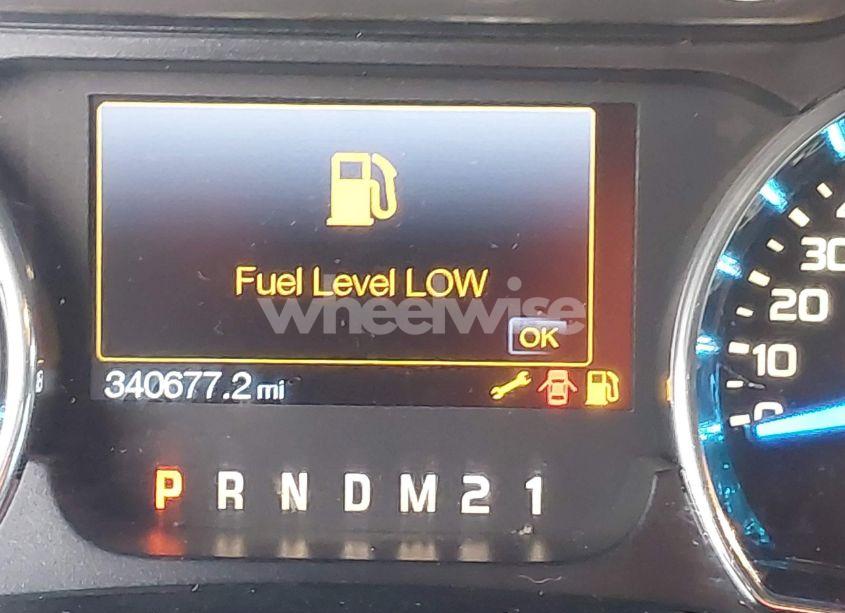 Fuel Level LOW
wheelwise
OK
340677.2 mi
P R N D M 2 1
30
20
10
0